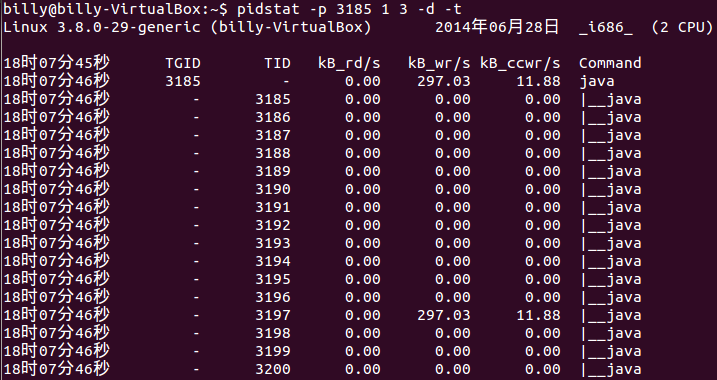 billy@billy-VirtualBox:~$ pidstat -p 3185 1 3 -d -t
Linux 3.8.0-29-generic (billy-VirtualBox) 2014年06月28日 _i686_ (2 CPU)
18时07分45秒 TGID TID kB_rd/s kB_wr/s kB_ccwr/s Command
18时07分46秒 3185 - 0.00 297.03 11.88 java
18时07分46秒 - 3185 0.00 0.00 0.00 |__java
18时07分46秒 - 3186 0.00 0.00 0.00 |__java
18时07分46秒 - 3187 0.00 0.00 0.00 |__java
18时07分46秒 - 3188 0.00 0.00 0.00 |__java
18时07分46秒 - 3189 0.00 0.00 0.00 |__java
18时07分46秒 - 3190 0.00 0.00 0.00 |__java
18时07分46秒 - 3191 0.00 0.00 0.00 |__java
18时07分46秒 - 3192 0.00 0.00 0.00 |__java
18时07分46秒 - 3193 0.00 0.00 0.00 |__java
18时07分46秒 - 3194 0.00 0.00 0.00 |__java
18时07分46秒 - 3195 0.00 0.00 0.00 |__java
18时07分46秒 - 3196 0.00 0.00 0.00 |__java
18时07分46秒 - 3197 0.00 297.03 11.88 |__java
18时07分46秒 - 3198 0.00 0.00 0.00 |__java
18时07分46秒 - 3199 0.00 0.00 0.00 |__java
18时07分46秒 - 3200 0.00 0.00 0.00 |__java